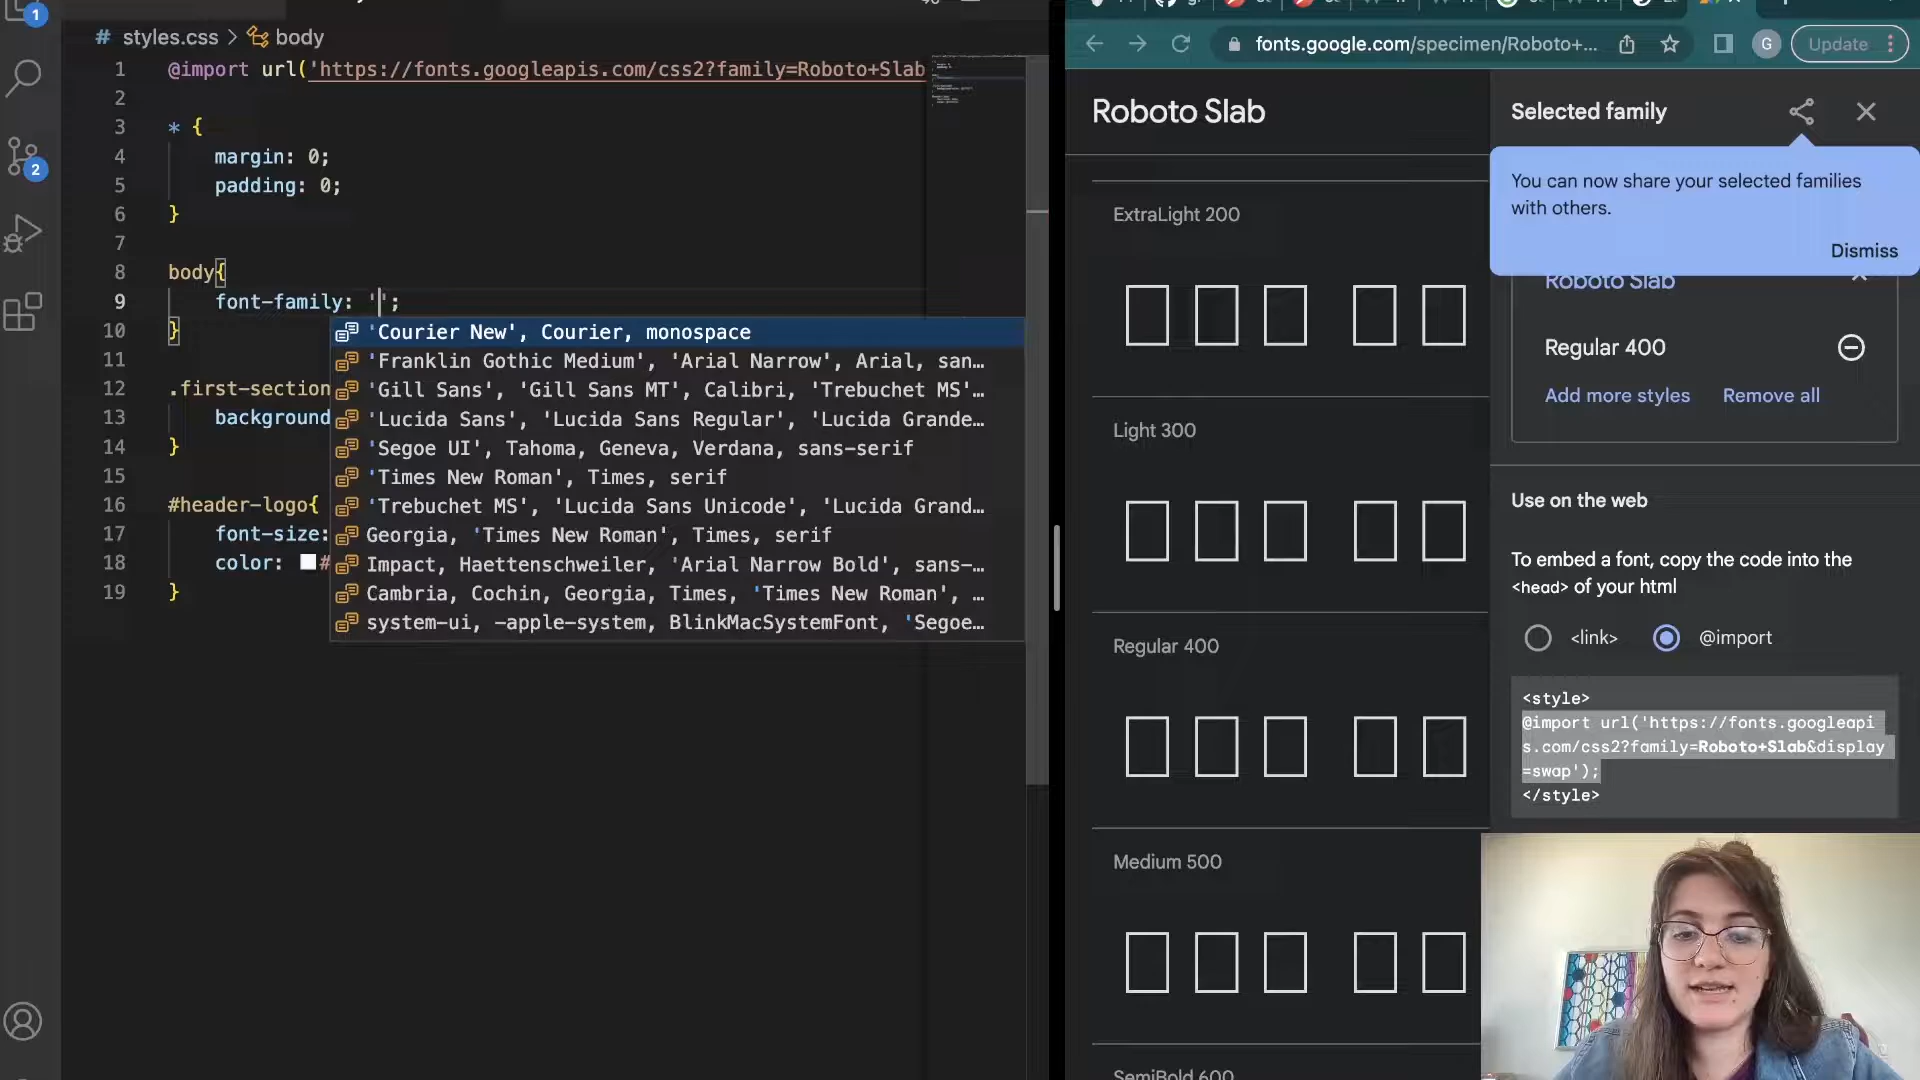 1
2
# styles.css > body
1 @import url('https://fonts.googleapis.com/css2?family=Roboto+Slab
2
3 * {
4 margin: 0;
5 padding: 0;
6 }
7
8 body{
9 font-family: '';
10 }
11
12 .first-section
13 background
14 }
15
16 #header-logo{
17 font-size:
18 color: #
19 }
'Courier New', Courier, monospace
'Franklin Gothic Medium', 'Arial Narrow', Arial, san…
'Gill Sans', 'Gill Sans MT', Calibri, 'Trebuchet MS'…
'Lucida Sans', 'Lucida Sans Regular', 'Lucida Grande…
'Segoe UI', Tahoma, Geneva, Verdana, sans-serif
'Times New Roman', Times, serif
'Trebuchet MS', 'Lucida Sans Unicode', 'Lucida Grand…
Georgia, 'Times New Roman', Times, serif
Impact, Haettenschweiler, 'Arial Narrow Bold', sans-…
Cambria, Cochin, Georgia, Times, 'Times New Roman', …
system-ui, -apple-system, BlinkMacSystemFont, 'Segoe…
fonts.google.com/specimen/Roboto+...
G
Update
Roboto Slab
ExtraLight 200
Light 300
Regular 400
Medium 500
SemiBold 600
Selected family
You can now share your selected families
with others.
Dismiss
Roboto Slab
Regular 400
Add more styles Remove all
Use on the web
To embed a font, copy the code into the
<head> of your html
<link> @import
<style>
@import url('https://fonts.googleapi
s.com/css2?family=Roboto+Slab&display
=swap');
</style>